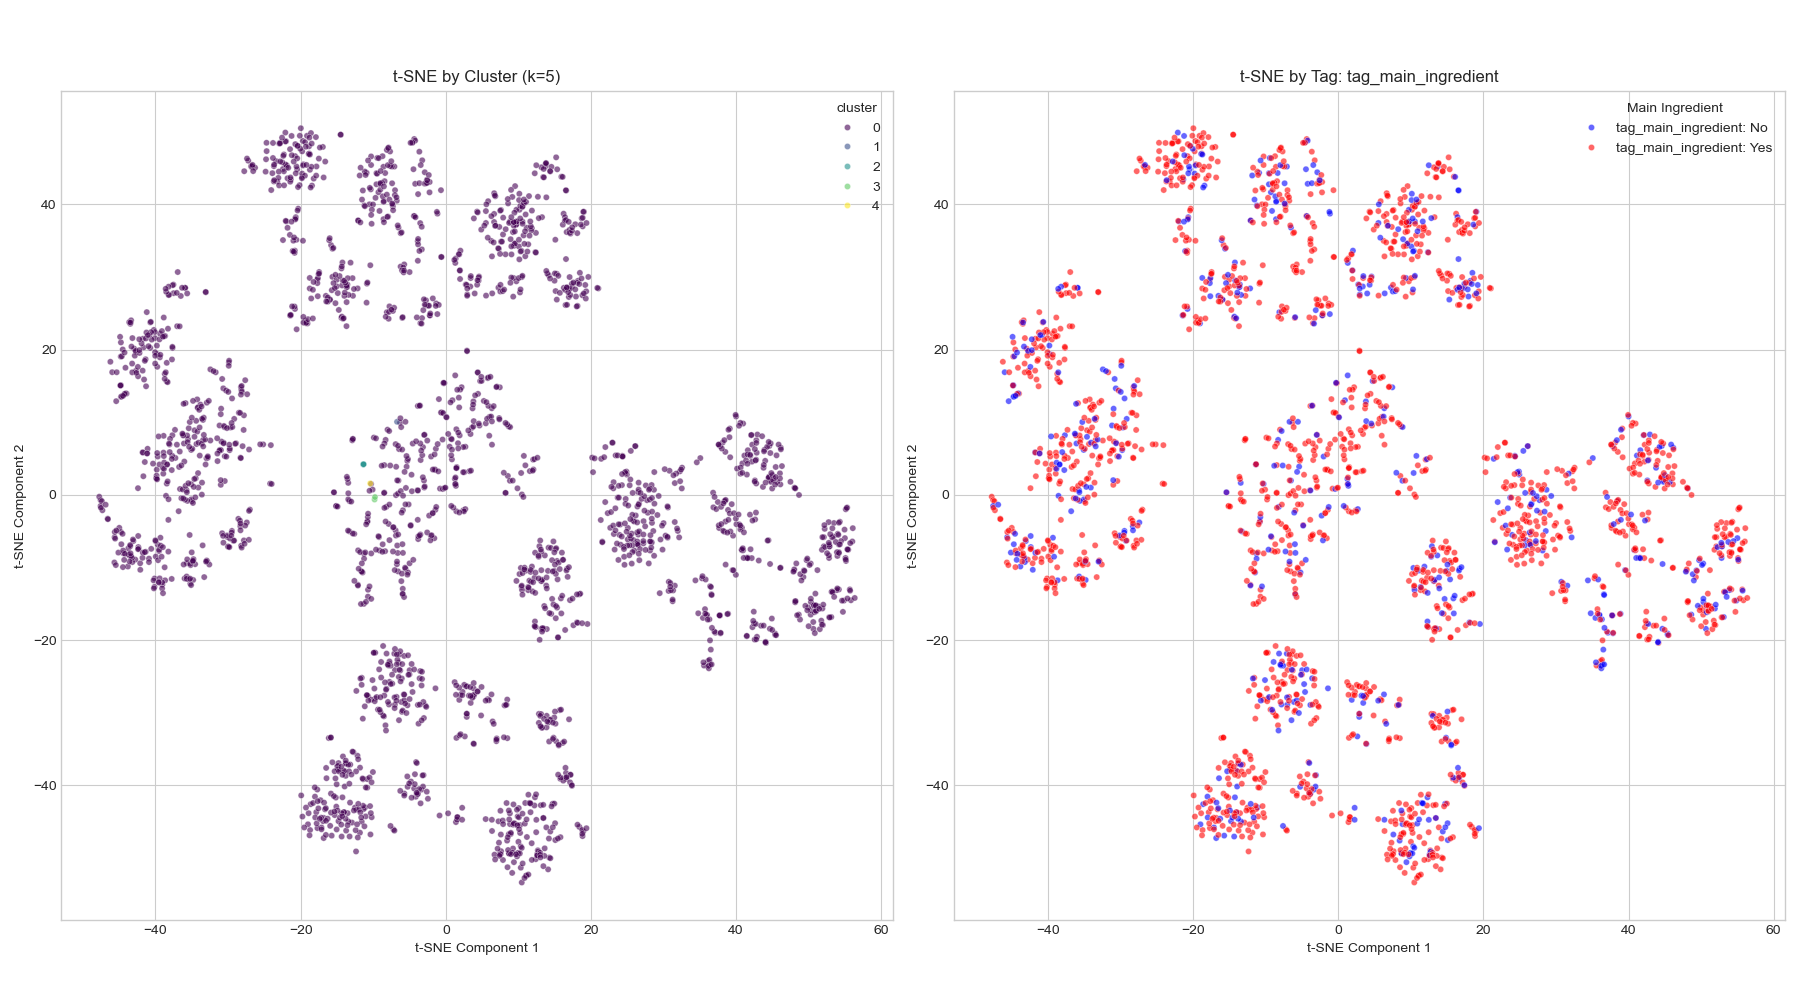 t-SNE by Cluster (k=5)
cluster
0
1
2
3
4
40
20
0
−20
−40
t-SNE Component 2
−40
−20
0
20
40
60
t-SNE Component 1
t-SNE by Tag: tag_main_ingredient
Main Ingredient
tag_main_ingredient: No
tag_main_ingredient: Yes
40
20
0
−20
−40
t-SNE Component 2
−40
−20
0
20
40
60
t-SNE Component 1